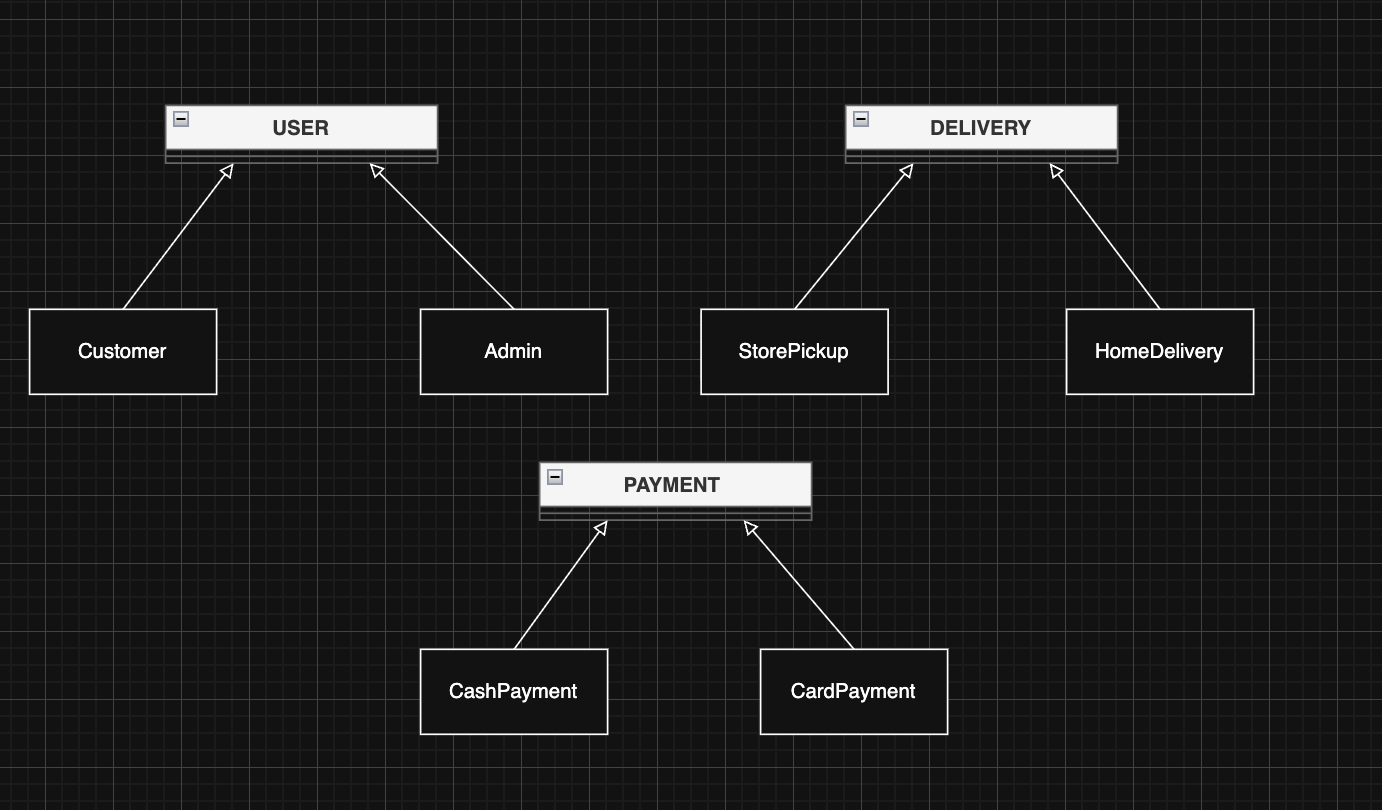 USER
DELIVERY
Customer
Admin
StorePickup
HomeDelivery
PAYMENT
CashPayment
CardPayment